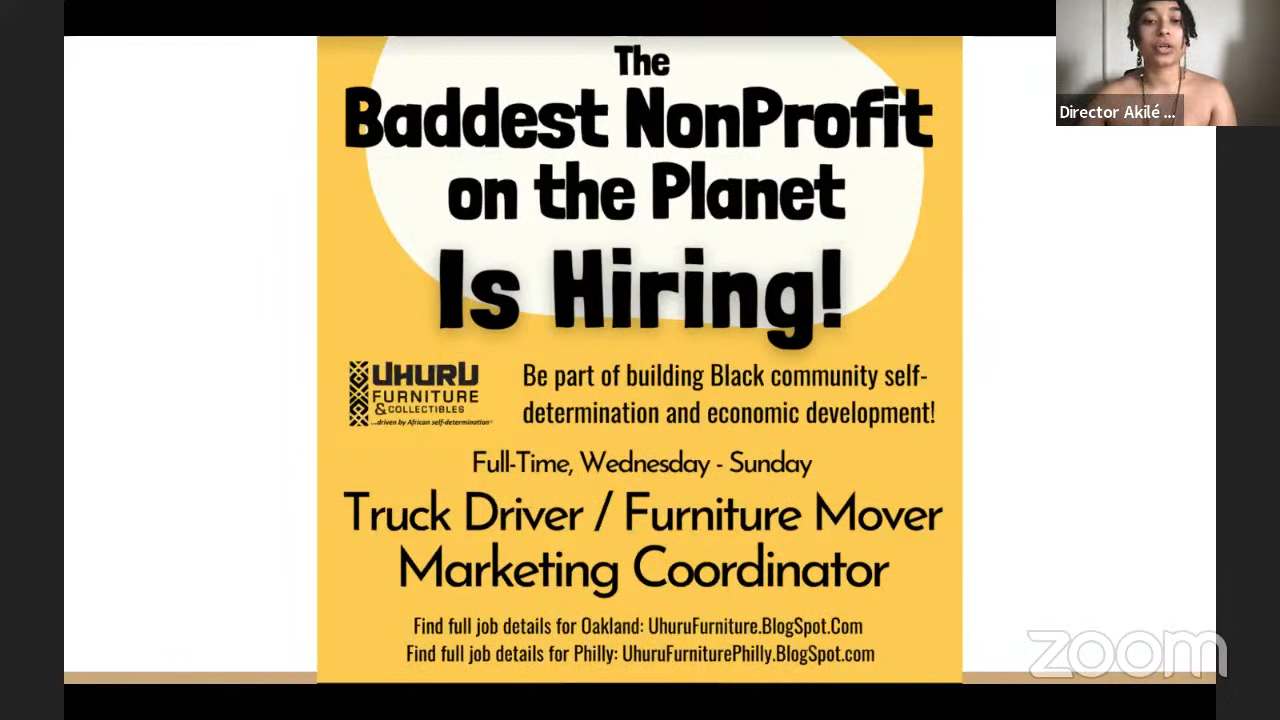 The
Baddest NonProfit
on the Planet
Is Hiring!
UHURU
FURNITURE
& COLLECTIBLES
...driven by African self-determination®
Be part of building Black community self-
determination and economic development!
Full-Time, Wednesday - Sunday
Truck Driver / Furniture Mover
Marketing Coordinator
Find full job details for Oakland: UhuruFurniture.BlogSpot.Com
Find full job details for Philly: UhuruFurniturePhilly.BlogSpot.com
Director Akilé ...
zoom